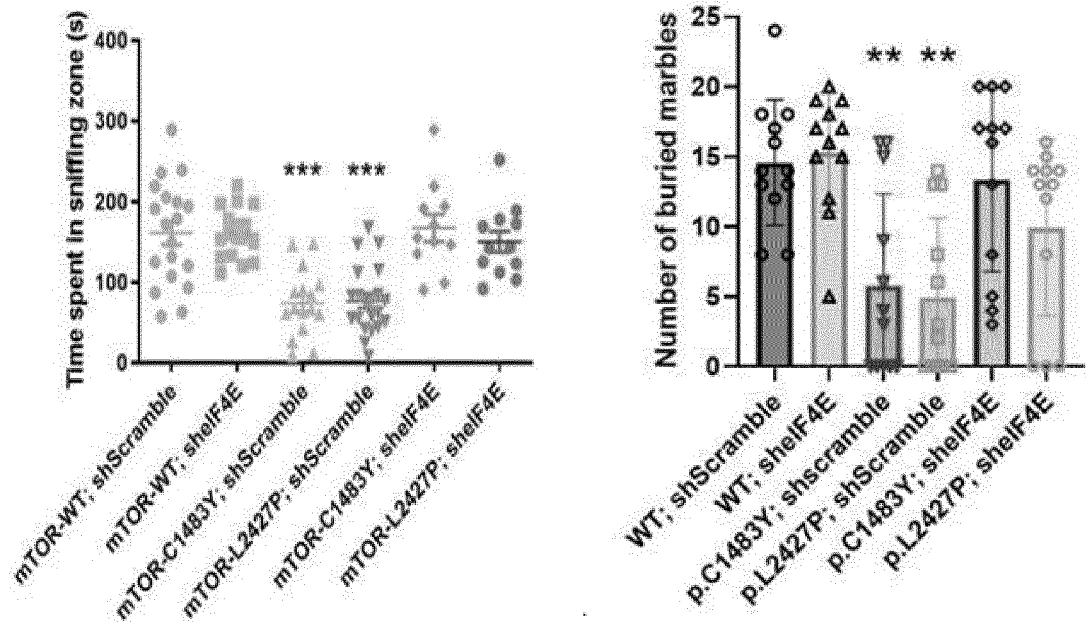 Time spent in sniffing zone (s)
400
300
200
100
0
***
***
mTOR-WT; shScramble
mTOR-WT; sheIF4E
mTOR-C1483Y; shScramble
mTOR-L2427P; shScramble
mTOR-C1483Y; sheIF4E
mTOR-L2427P; sheIF4E
Number of buried marbles
25
20
15
10
5
0
**
**
WT; shScramble
WT; sheIF4E
p.C1483Y; shscramble
p.L2427P; shScramble
p.C1483Y; sheIF4E
p.L2427P; sheIF4E